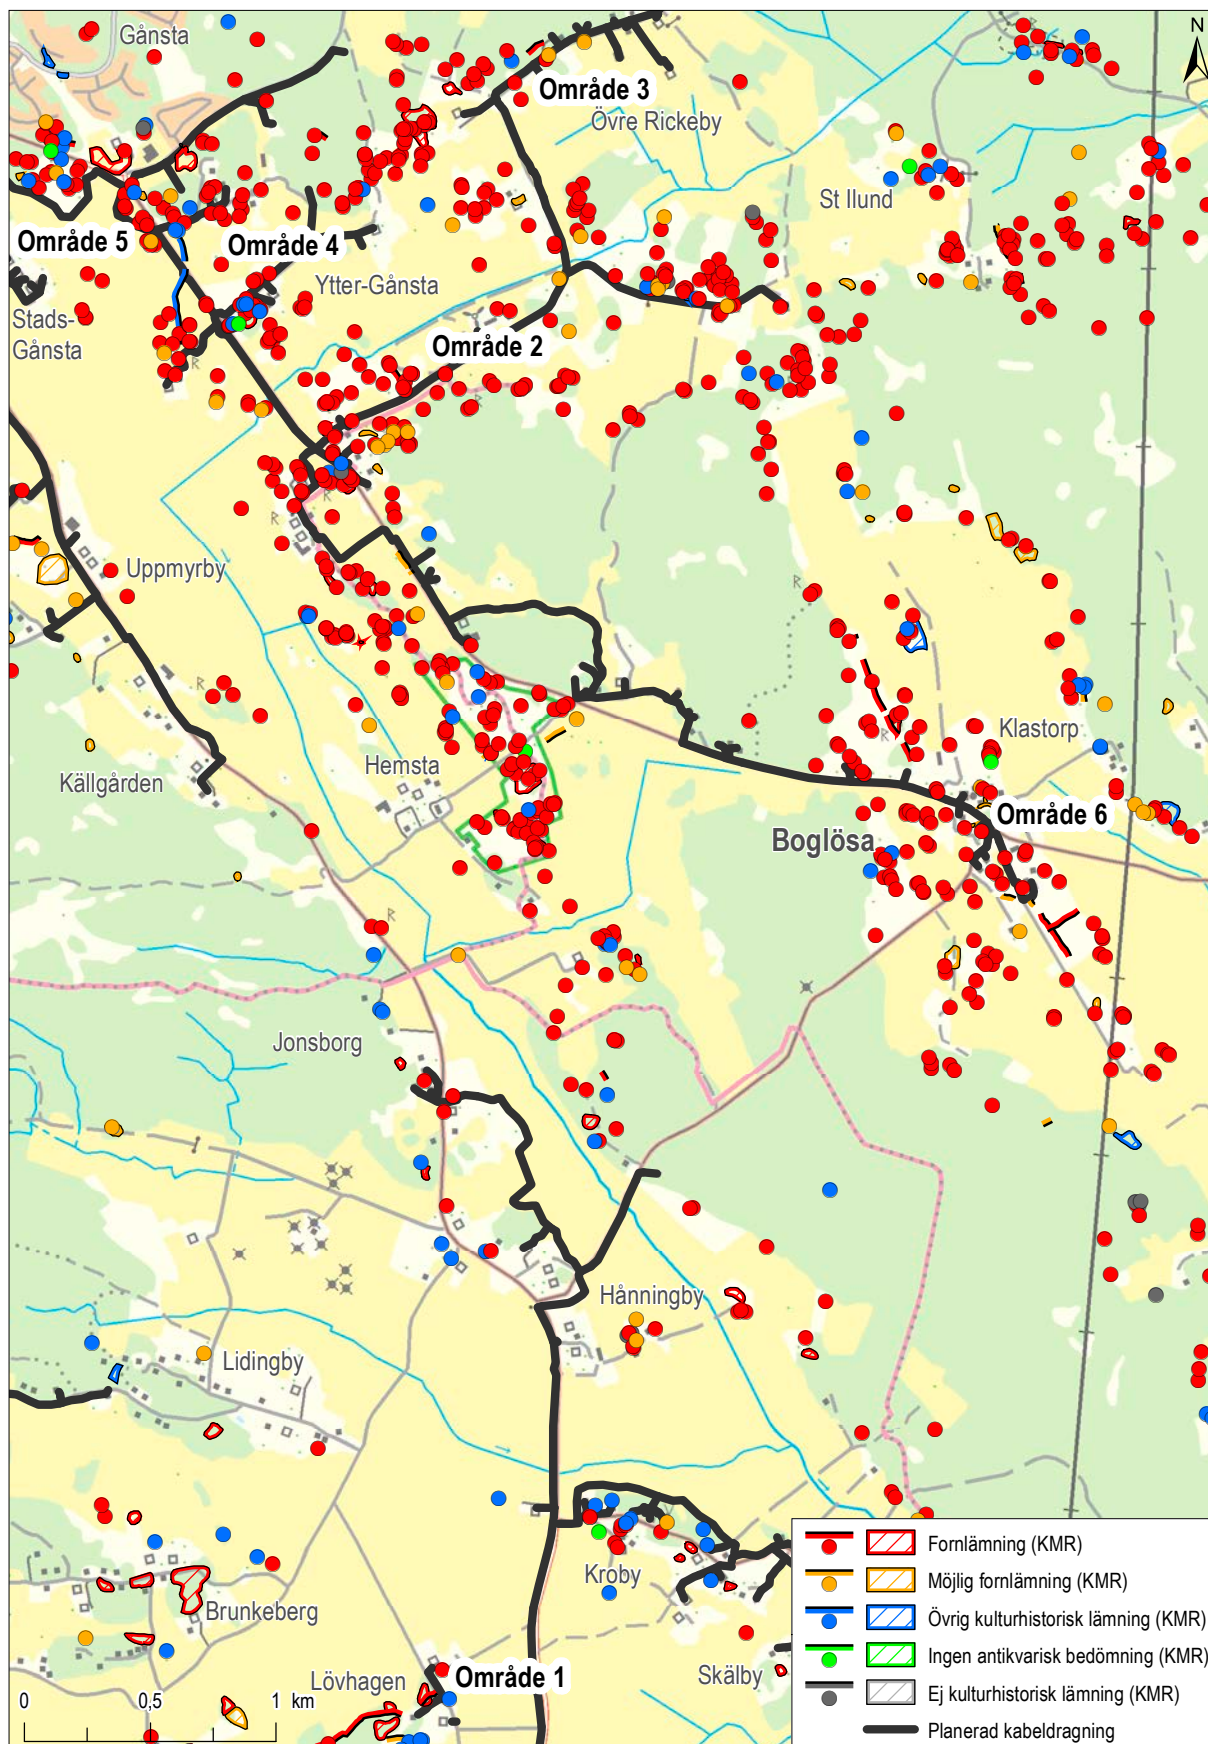 Gånsta
N
Område 3
Övre Rickeby
St Ilund
Område 5
Område 4
Ytter-Gånsta
Stads-
Gånsta
Område 2
R
R
R
R
Uppmyrby
R
Klastorp
R
Hemsta
Källgården
Område 6
Boglösa
R
Jonsborg
Hånningby
Lidingby
Kroby
Brunkeberg
Lövhagen
Område 1
Skälby
0 0,5 1 km
Fornlämning (KMR)
Möjlig fornlämning (KMR)
Övrig kulturhistorisk lämning (KMR)
Ingen antikvarisk bedömning (KMR)
Ej kulturhistorisk lämning (KMR)
Planerad kabeldragning